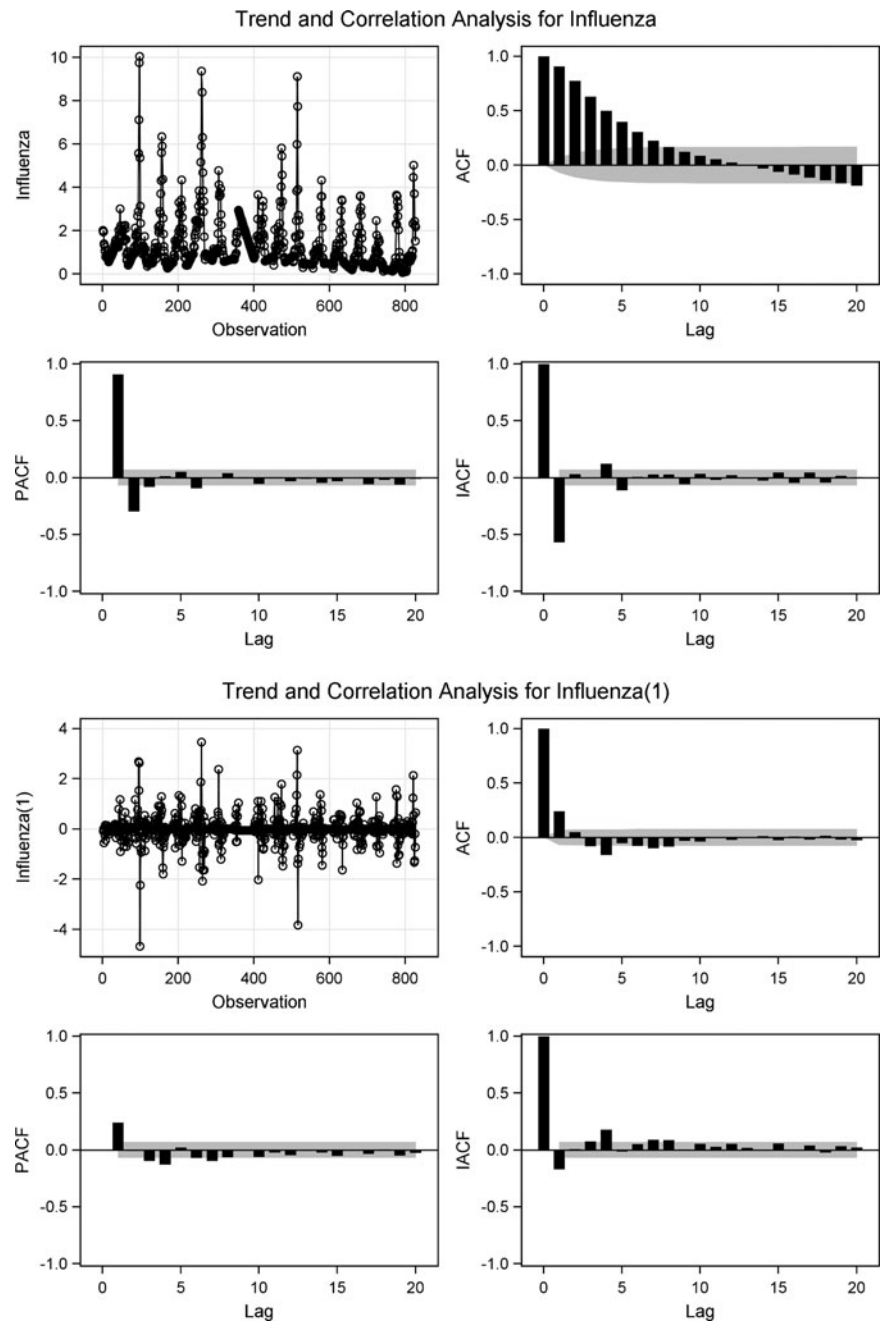 Trend and Correlation Analysis for Influenza
10
8
6
4
2
0
Influenza
0 200 400 600 800
Observation
1.0
0.5
0.0
-0.5
-1.0
ACF
0 5 10 15 20
Lag
1.0
0.5
0.0
-0.5
-1.0
PACF
0 5 10 15 20
Lag
1.0
0.5
0.0
-0.5
-1.0
IACF
0 5 10 15 20
Lag
Trend and Correlation Analysis for Influenza(1)
4
2
0
-2
-4
Influenza(1)
0 200 400 600 800
Observation
1.0
0.5
0.0
-0.5
-1.0
ACF
0 5 10 15 20
Lag
1.0
0.5
0.0
-0.5
-1.0
PACF
0 5 10 15 20
Lag
1.0
0.5
0.0
-0.5
-1.0
IACF
0 5 10 15 20
Lag